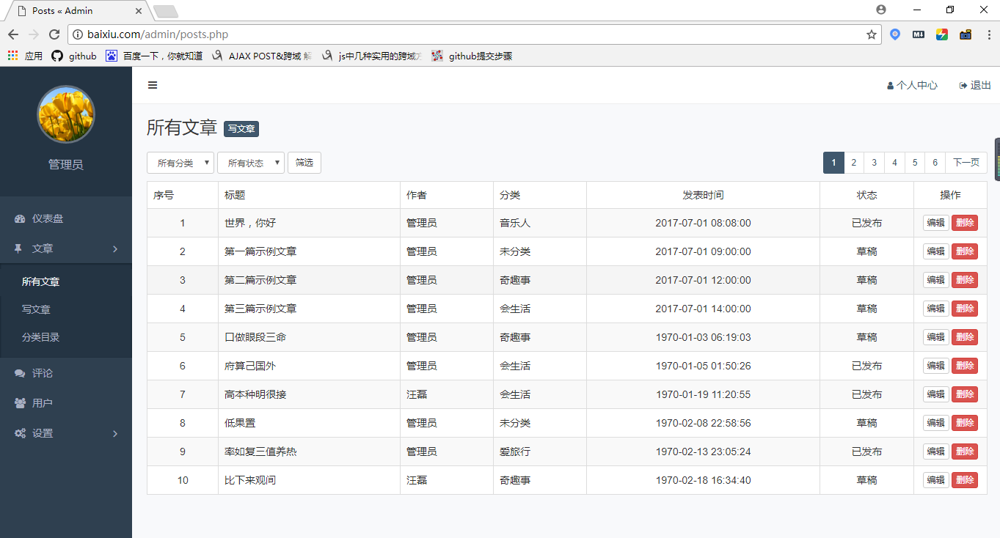 Posts « Admin
baixiu.com/admin/posts.php
应用 github 百度一下，你就知道 AJAX POST&跨域 解 js中几种实用的跨域方 github提交步骤
个人中心 退出
管理员
仪表盘
文章
所有文章
写文章
分类目录
评论
用户
设置
所有文章 写文章
所有分类 所有状态 筛选 1 2 3 4 5 6 下一页
序号 标题 作者 分类 发表时间 状态 操作
1 世界，你好 管理员 音乐人 2017-07-01 08:08:00 已发布 编辑 删除
2 第一篇示例文章 管理员 未分类 2017-07-01 09:00:00 草稿 编辑 删除
3 第二篇示例文章 管理员 奇趣事 2017-07-01 12:00:00 草稿 编辑 删除
4 第三篇示例文章 管理员 会生活 2017-07-01 14:00:00 草稿 编辑 删除
5 口做眼段三命 管理员 奇趣事 1970-01-03 06:19:03 草稿 编辑 删除
6 府算己国外 管理员 会生活 1970-01-05 01:50:26 已发布 编辑 删除
7 高本种明很接 汪磊 会生活 1970-01-19 11:20:55 已发布 编辑 删除
8 低果置 管理员 未分类 1970-02-08 22:58:56 草稿 编辑 删除
9 率如复三值养热 管理员 爱旅行 1970-02-13 23:05:24 已发布 编辑 删除
10 比下来观间 汪磊 奇趣事 1970-02-18 16:34:40 草稿 编辑 删除